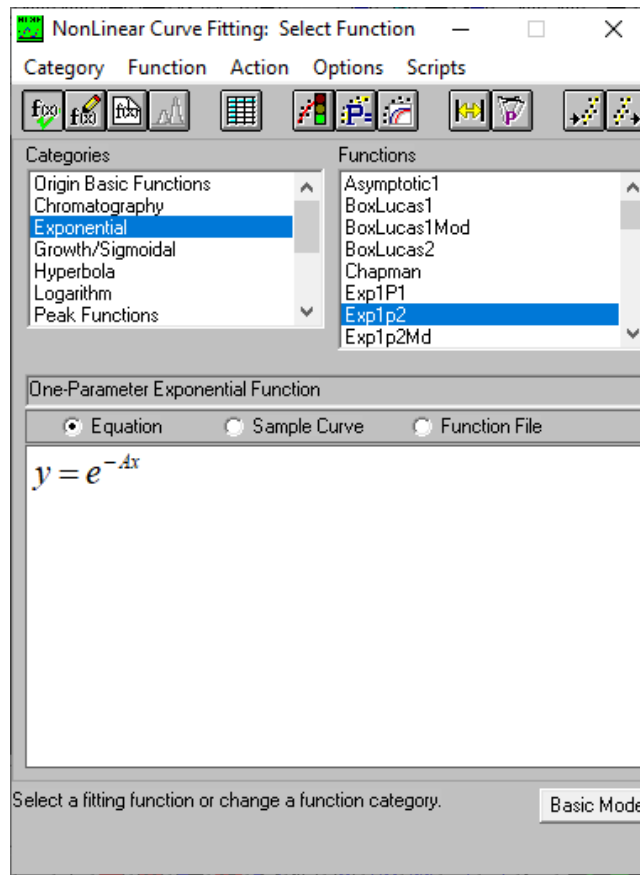 NonLinear Curve Fitting: Select Function
Category Function Action Options Scripts
f(x) f(x) f(x) P= P
Categories
Origin Basic Functions
Chromatography
Exponential
Growth/Sigmoidal
Hyperbola
Logarithm
Peak Functions
Functions
Asymptotic1
BoxLucas1
BoxLucas1Mod
BoxLucas2
Chapman
Exp1P1
Exp1p2
Exp1p2Md
One-Parameter Exponential Function
Equation Sample Curve Function File
y = e^{-Ax}
Select a fitting function or change a function category.
Basic Mode